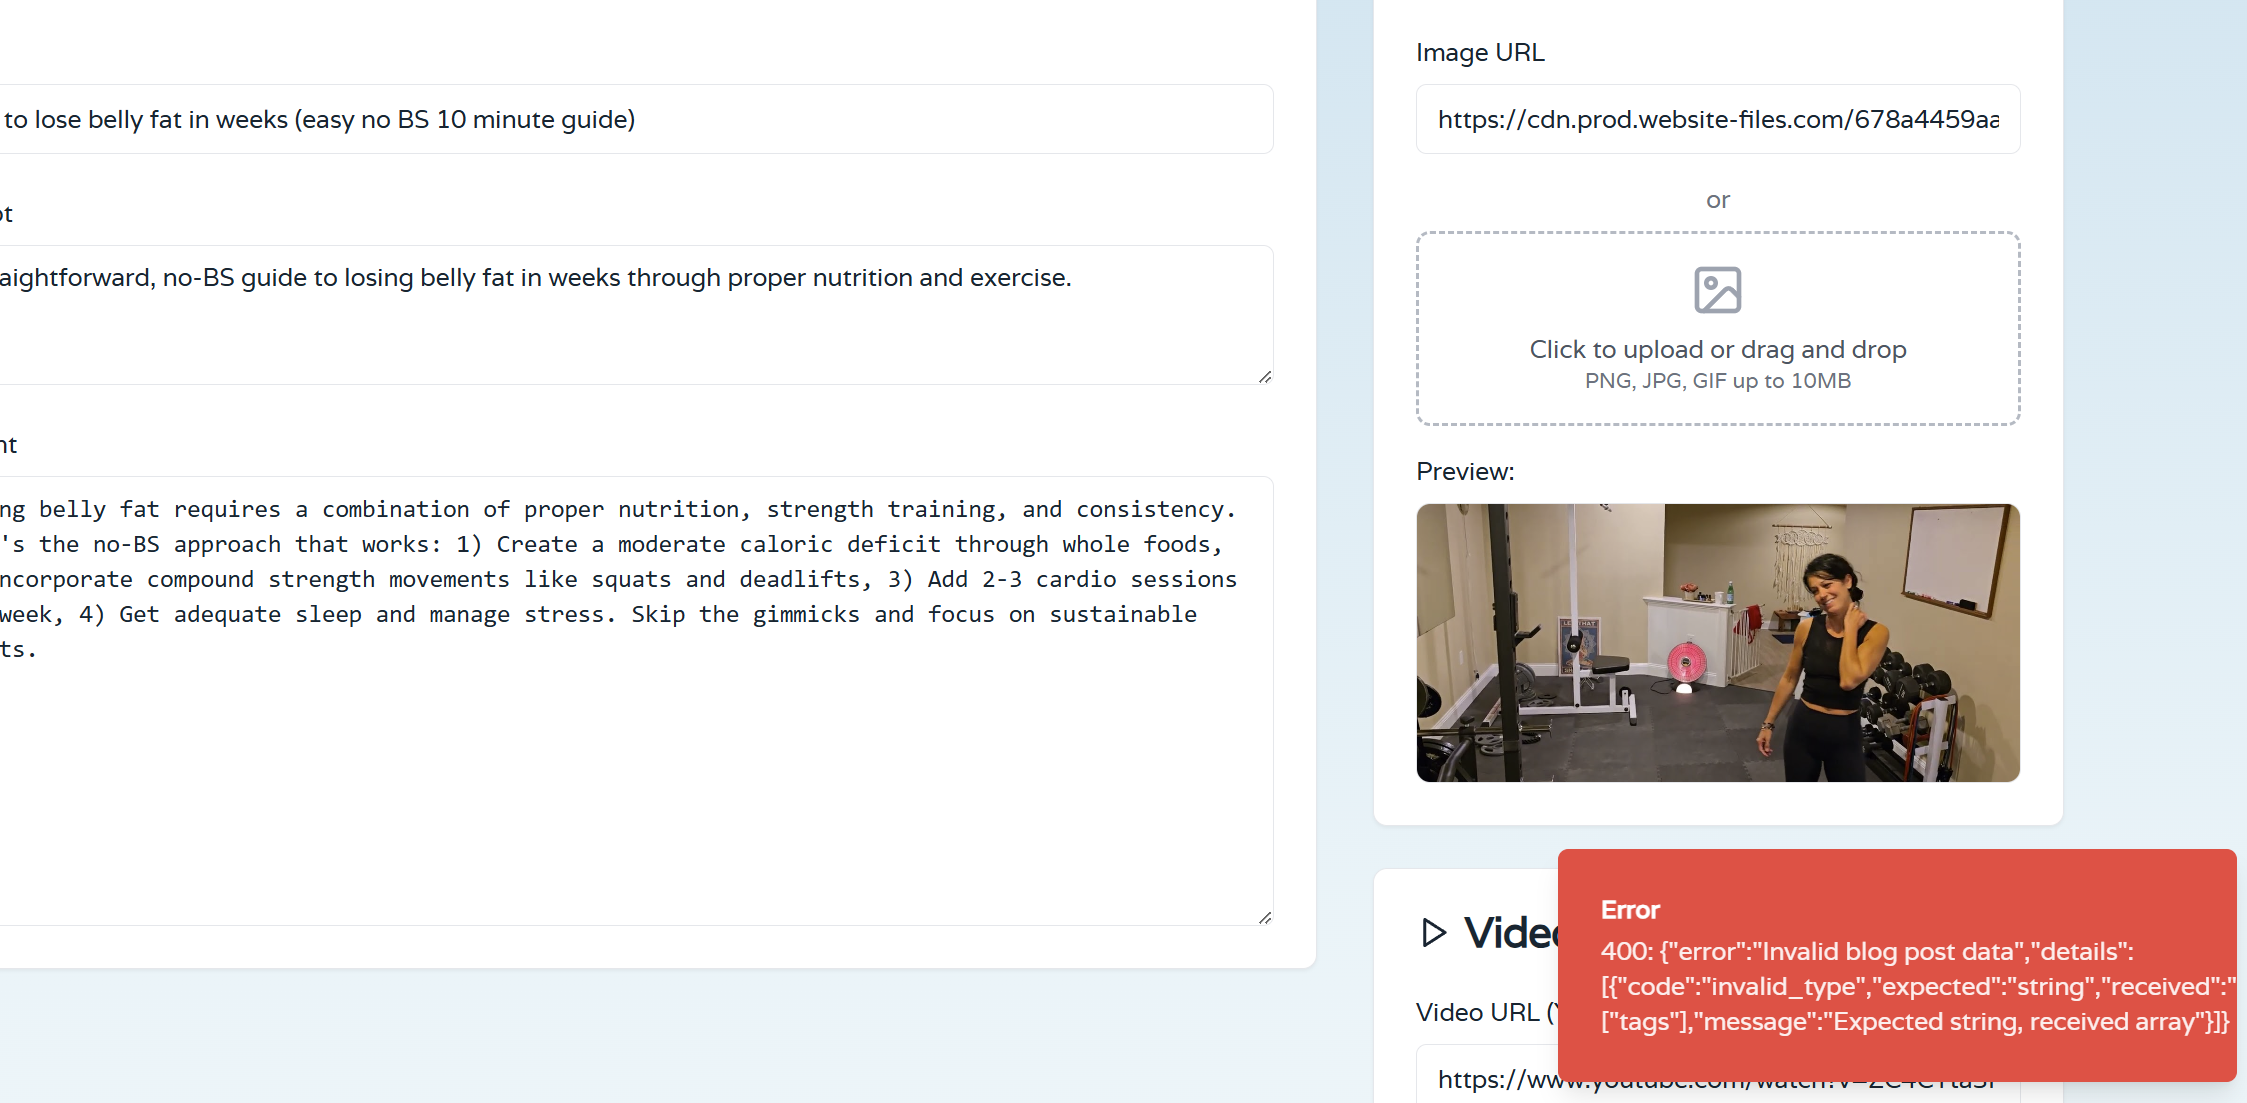 to lose belly fat in weeks (easy no BS 10 minute guide)
aightforward, no-BS guide to losing belly fat in weeks through proper nutrition and exercise.
ng belly fat requires a combination of proper nutrition, strength training, and consistency.
's the no-BS approach that works: 1) Create a moderate caloric deficit through whole foods,
ncorporate compound strength movements like squats and deadlifts, 3) Add 2-3 cardio sessions
week, 4) Get adequate sleep and manage stress. Skip the gimmicks and focus on sustainable
ts.
Image URL
https://cdn.prod.website-files.com/678a4459aa
or
Click to upload or drag and drop
PNG, JPG, GIF up to 10MB
Preview:
Video
Video URL (
https://www.youtube.com/watch?v=
Error
400: {"error":"Invalid blog post data","details":
[{"code":"invalid_type","expected":"string","received":"
["tags"],"message":"Expected string, received array"}]}